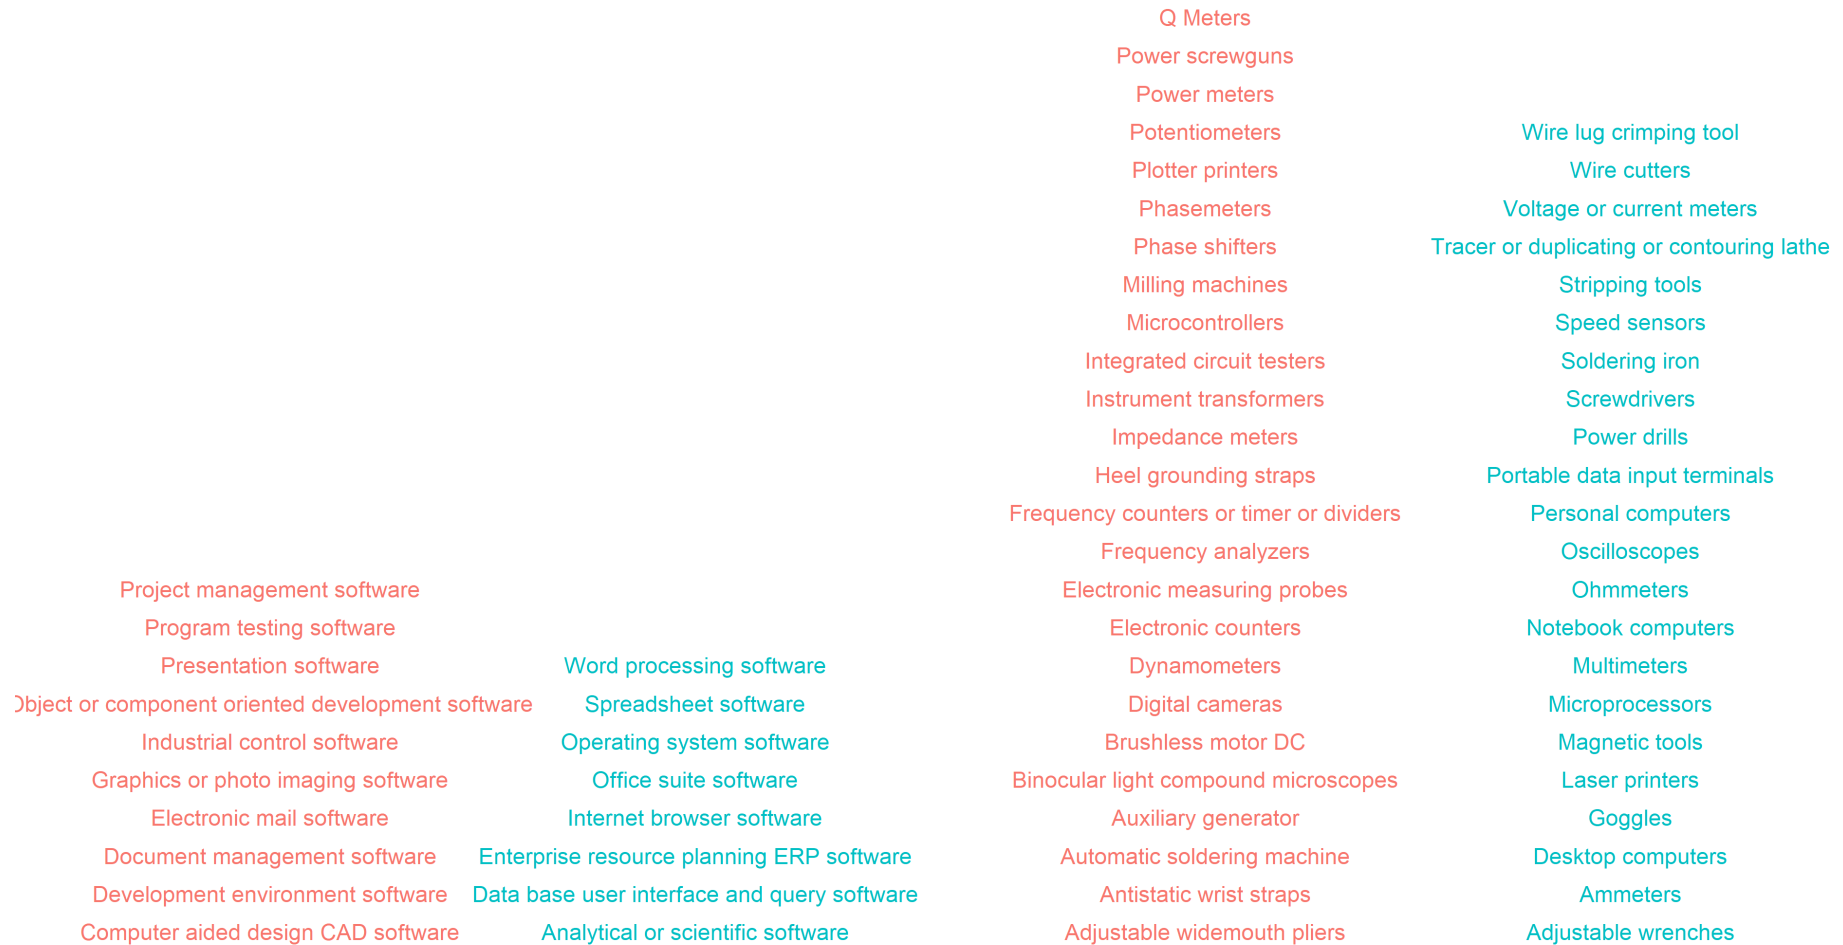 Project management software
Program testing software
Presentation software
Object or component oriented development software
Industrial control software
Graphics or photo imaging software
Electronic mail software
Document management software
Development environment software
Computer aided design CAD software
Word processing software
Spreadsheet software
Operating system software
Office suite software
Internet browser software
Enterprise resource planning ERP software
Data base user interface and query software
Analytical or scientific software
Q Meters
Power screwguns
Power meters
Potentiometers
Plotter printers
Phasemeters
Phase shifters
Milling machines
Microcontrollers
Integrated circuit testers
Instrument transformers
Impedance meters
Heel grounding straps
Frequency counters or timer or dividers
Frequency analyzers
Electronic measuring probes
Electronic counters
Dynamometers
Digital cameras
Brushless motor DC
Binocular light compound microscopes
Auxiliary generator
Automatic soldering machine
Antistatic wrist straps
Adjustable widemouth pliers
Wire lug crimping tool
Wire cutters
Voltage or current meters
Tracer or duplicating or contouring lathe
Stripping tools
Speed sensors
Soldering iron
Screwdrivers
Power drills
Portable data input terminals
Personal computers
Oscilloscopes
Ohmmeters
Notebook computers
Multimeters
Microprocessors
Magnetic tools
Laser printers
Goggles
Desktop computers
Ammeters
Adjustable wrenches